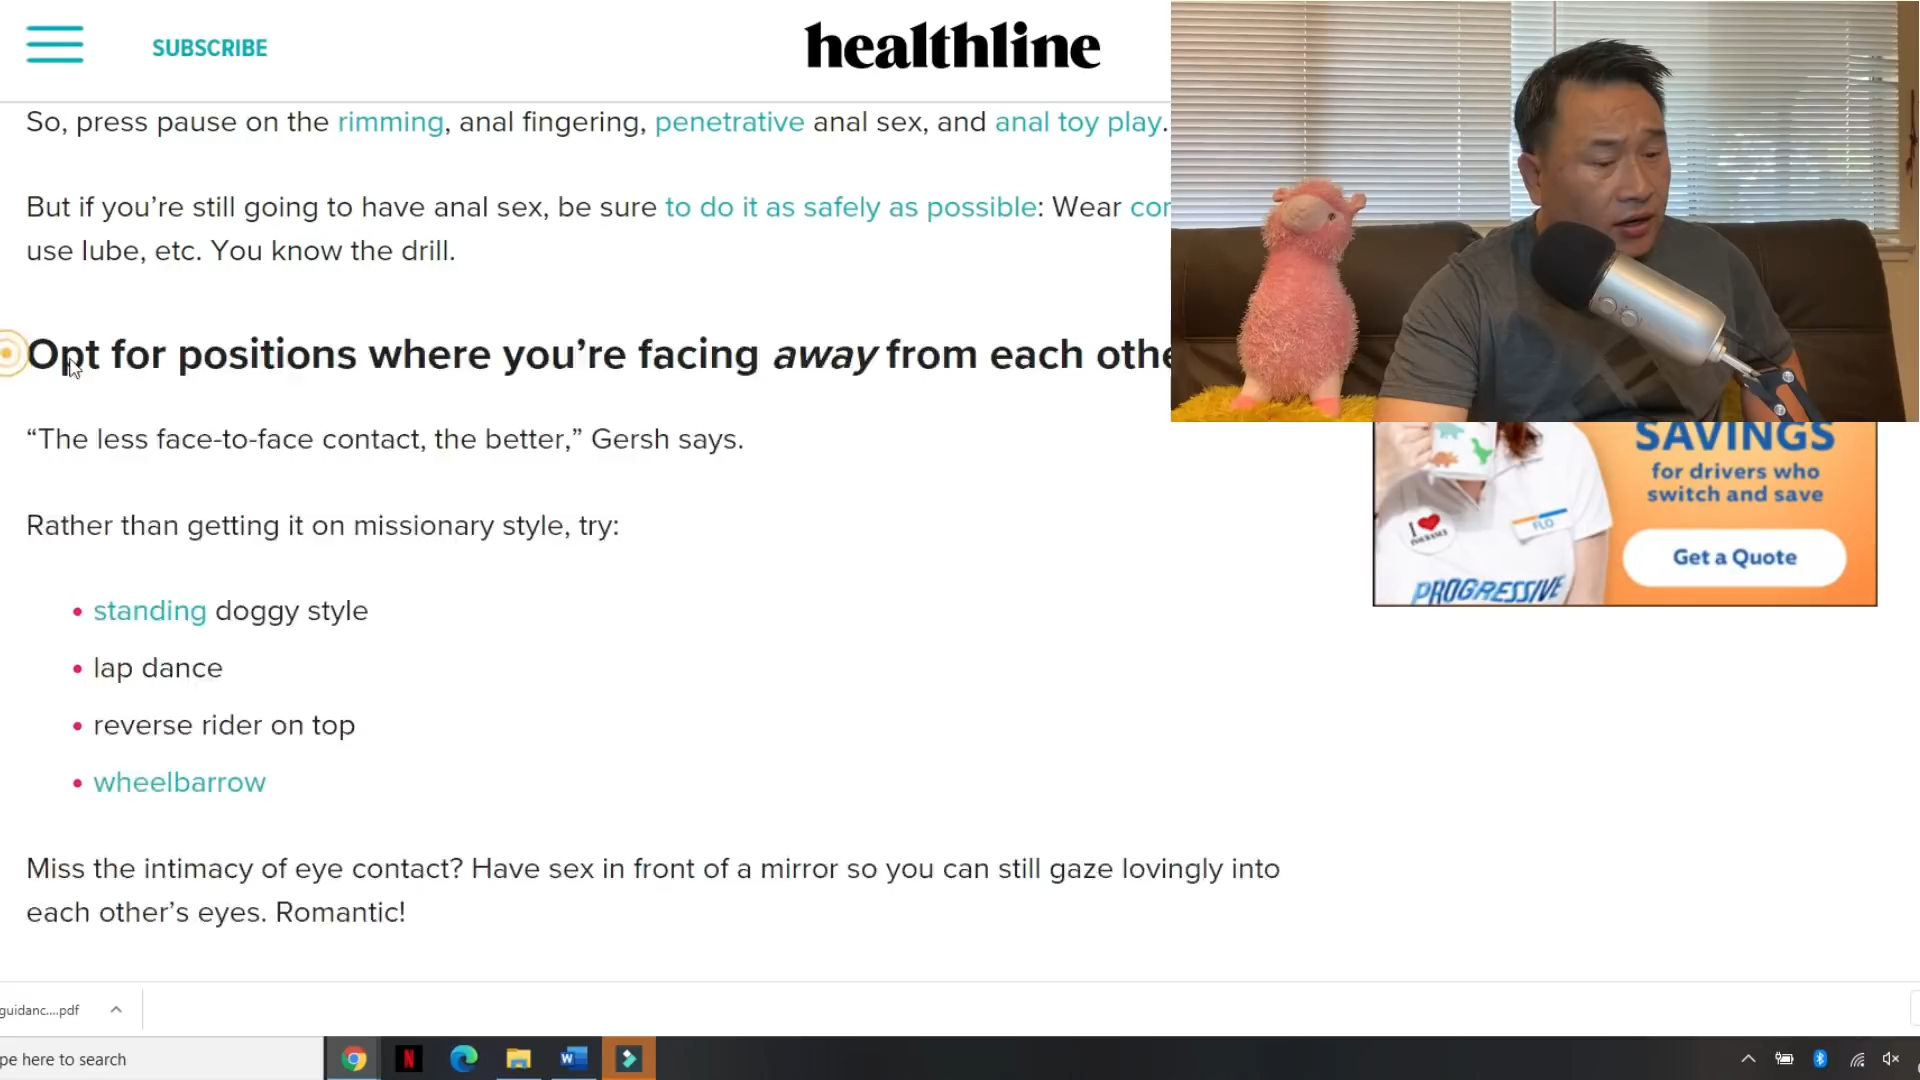 SUBSCRIBE
healthline
So, press pause on the rimming, anal fingering, penetrative anal sex, and anal toy play.
But if you’re still going to have anal sex, be sure to do it as safely as possible: Wear
use lube, etc. You know the drill.
Opt for positions where you’re facing away from each othe
“The less face-to-face contact, the better,” Gersh says.
Rather than getting it on missionary style, try:
• standing doggy style
• lap dance
• reverse rider on top
• wheelbarrow
Miss the intimacy of eye contact? Have sex in front of a mirror so you can still gaze lovingly into
each other’s eyes. Romantic!
SAVINGS
for drivers who
switch and save
Get a Quote
I
INSURANCE
FLO
PROGRESSIVE
guidanc....pdf
pe here to search
N
W